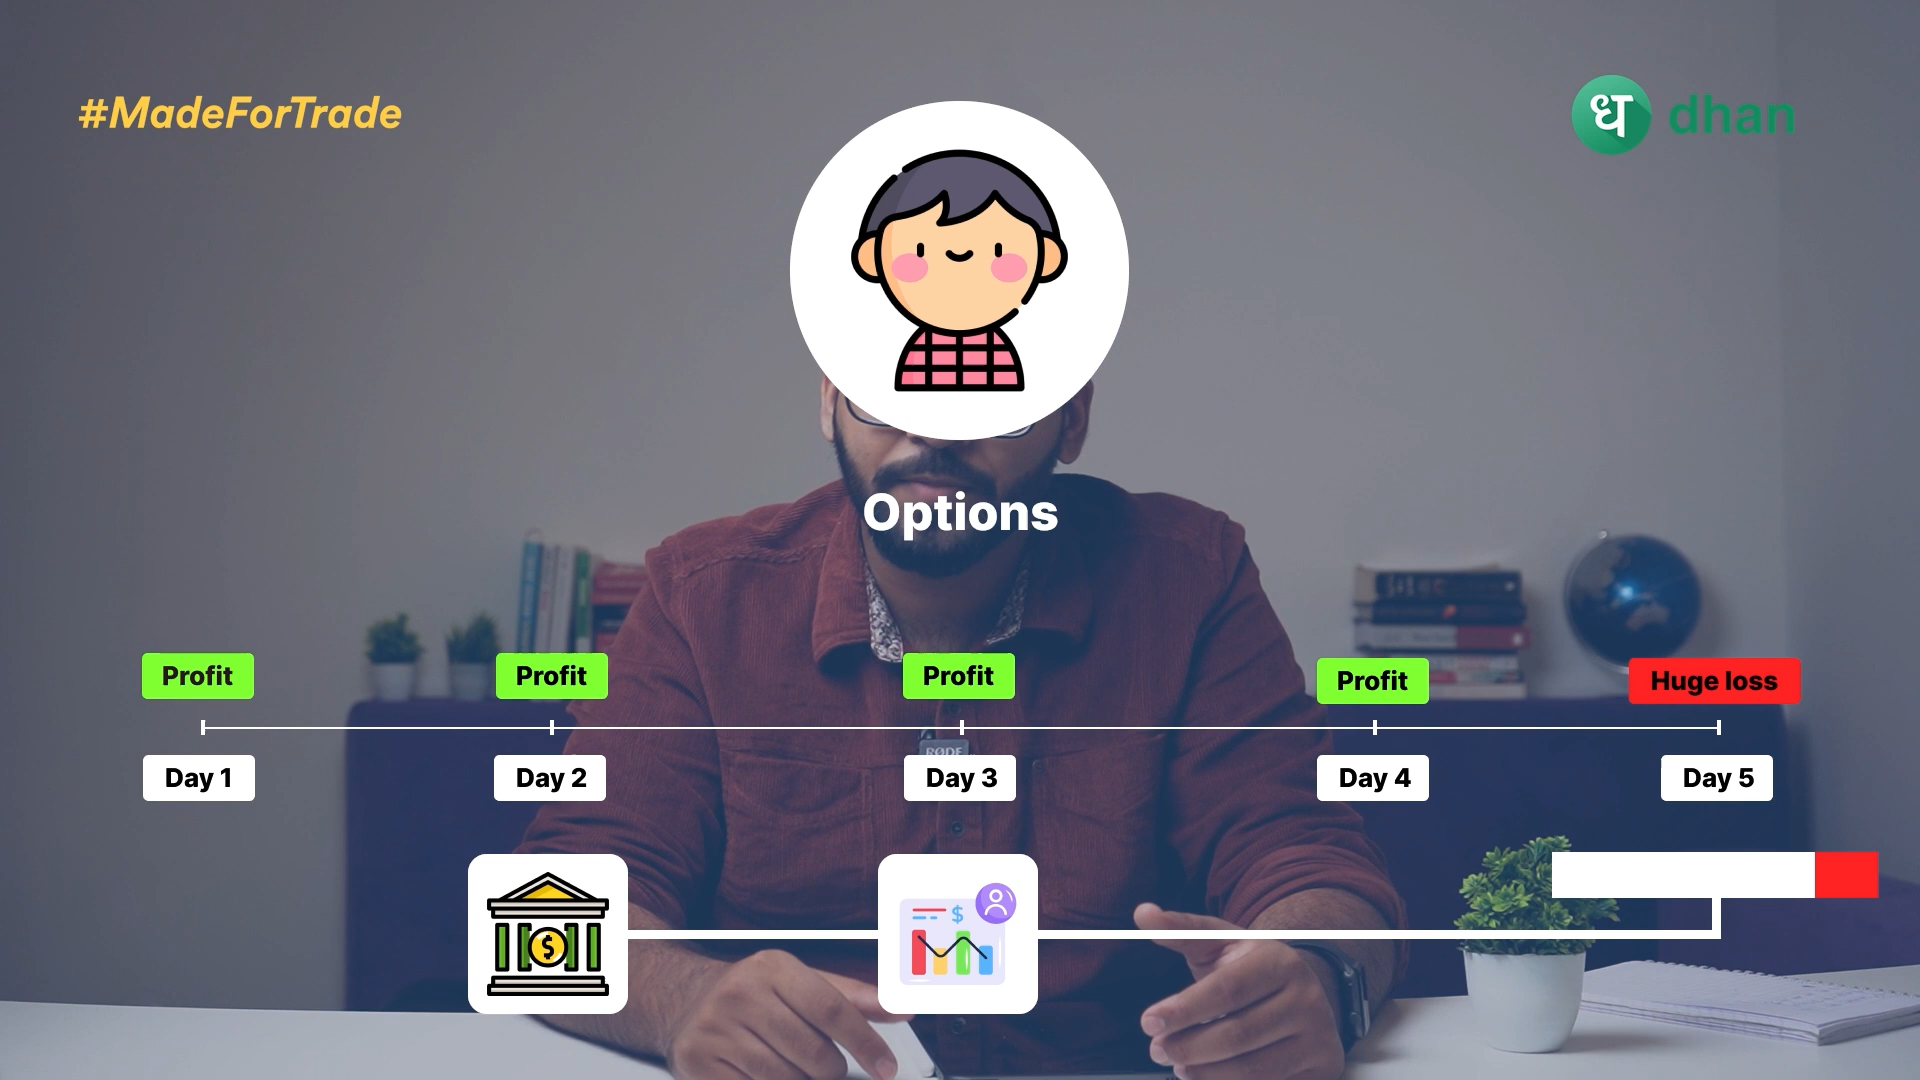 #MadeForTrade
ध dhan
Options
Profit Profit Profit Profit Huge loss
RØDE
Day 1 Day 2 Day 3 Day 4 Day 5
$
$